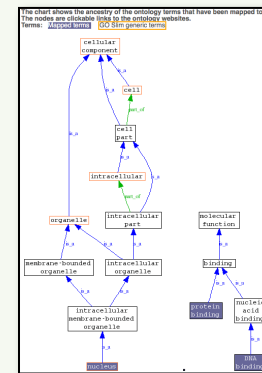 The chart shows the ancestry of the ontology terms that have been mapped to
The nodes are clickable links to the ontology websites.
Terms: Mapped terms GO Slim generic terms
cellular
component
is_a
is_a
is_a
cell
part_of
is_a
cell
part
is_a
is_a
intracellular
part_of
organelle
intracellular
part
molecular
function
is_a
is_a
is_a
is_a
membrane-bounded
organelle
intracellular
organelle
binding
is_a
is_a
is_a
is_a
intracellular
membrane-bounded
organelle
protein
binding
nucleic
acid
binding
is_a
is_a
nucleus
DNA
binding